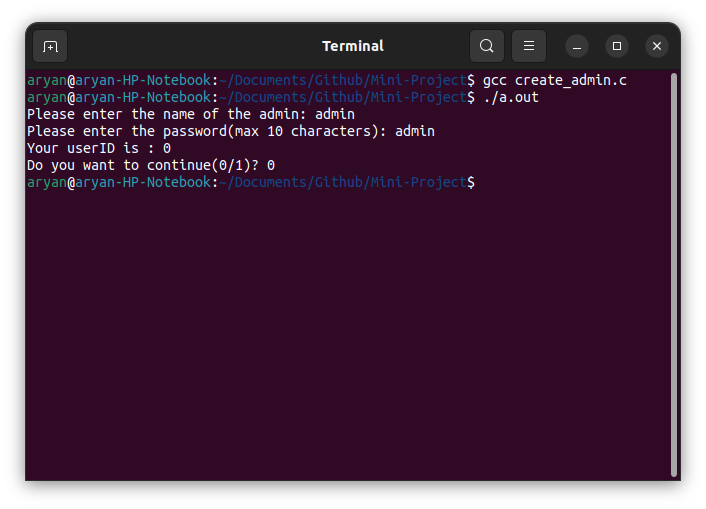 Terminal
aryan@aryan-HP-Notebook:~/Documents/Github/Mini-Project$ gcc create_admin.c
aryan@aryan-HP-Notebook:~/Documents/Github/Mini-Project$ ./a.out
Please enter the name of the admin: admin
Please enter the password(max 10 characters): admin
Your userID is : 0
Do you want to continue(0/1)? 0
aryan@aryan-HP-Notebook:~/Documents/Github/Mini-Project$